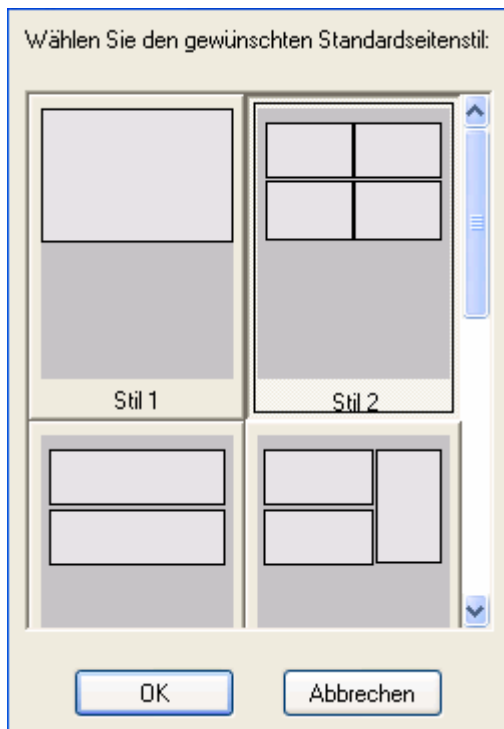 Wählen Sie den gewünschten Standardseitenstil:
Stil 1
Stil 2
OK
Abbrechen